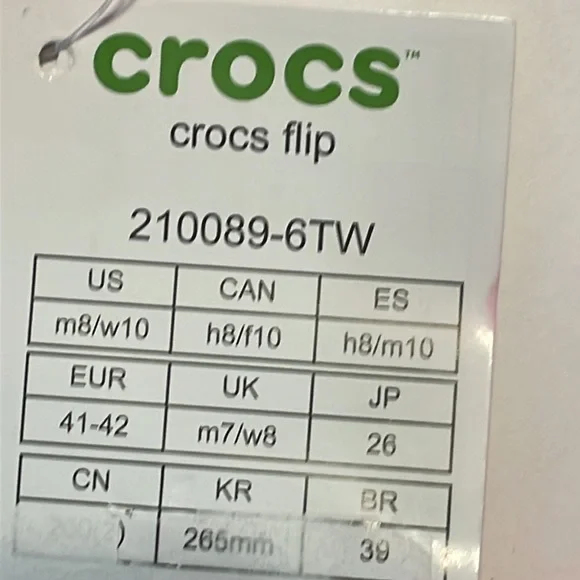 crocs™
crocs flip
210089-6TW
US CAN ES
m8/w10 h8/f10 h8/m10
EUR UK JP
41-42 m7/w8 26
CN KR BR
) 265mm 39